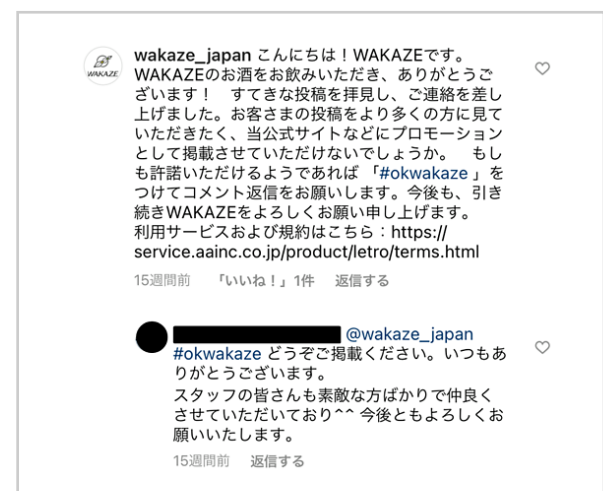 WAKAZE
wakaze_japan こんにちは！WAKAZEです。
WAKAZEのお酒をお飲みいただき、ありがとうご
ざいます！　すてきな投稿を拝見し、ご連絡を差し
上げました。お客さまの投稿をより多くの方に見て
いただきたく、当公式サイトなどにプロモーション
として掲載させていただけないでしょうか。　もし
も許諾いただけるようであれば 「#okwakaze 」を
つけてコメント返信をお願いします。今後も、引き
続きWAKAZEをよろしくお願い申し上げます。
利用サービスおよび規約はこちら：https://
service.aainc.co.jp/product/letro/terms.html
15週間前　「いいね！」1件　返信する
@wakaze_japan
#okwakaze どうぞご掲載ください。いつもあ
りがとうございます。
スタッフの皆さんも素敵な方ばかりで仲良く
させていただいており^^ 今後ともよろしくお
願いいたします。
15週間前　返信する